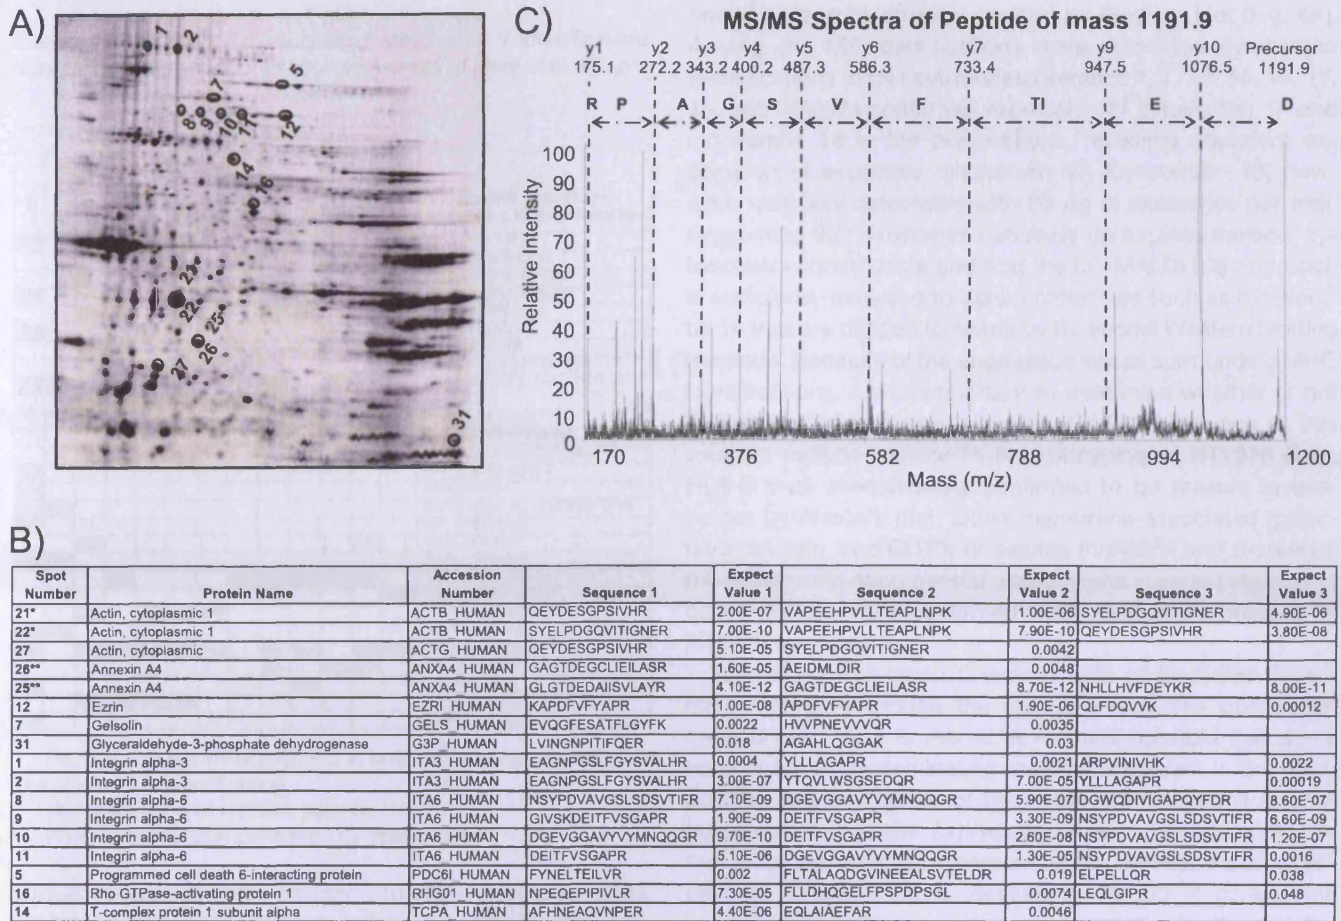 A)
1
2
5
7
8
9
10
11
12
14
16
21*
22*
25**
26
27
31
C)
MS/MS Spectra of Peptide of mass 1191.9
y1 y2 y3 y4 y5 y6 y7 y9 y10 Precursor
175.1 272.2 343.2 400.2 487.3 586.3 733.4 947.5 1076.5 1191.9
R P A G S V F TI E D
Relative Intensity
100
90
80
70
60
50
40
30
20
10
0
170 376 582 788 994 1200
Mass (m/z)
B)
Spot Number Protein Name Accession Number Sequence 1 Expect Value 1 Sequence 2 Expect Value 2 Sequence 3 Expect Value 3
21* Actin, cytoplasmic 1 ACTB_HUMAN QEYDESGPSIVHR 2.00E-07 VAPEEHPVLLTEAPLNPK 1.00E-06 SYELPDGQVITIGNER 4.90E-06
22* Actin, cytoplasmic 1 ACTB_HUMAN SYELPDGQVITIGNER 7.00E-10 VAPEEHPVLLTEAPLNPK 7.90E-10 QEYDESGPSIVHR 3.80E-08
27 Actin, cytoplasmic ACTG_HUMAN QEYDESGPSIVHR 5.10E-05 SYELPDGQVITIGNER 0.0042
26** Annexin A4 ANXA4_HUMAN GAGTDEGCLIEILASR 1.60E-05 AEIDMLDIR 0.0048
25** Annexin A4 ANXA4_HUMAN GLGTDEDAIISVLAYR 4.10E-12 GAGTDEGCLIEILASR 8.70E-12 NHLLHVFDEYKR 8.00E-11
12 Ezrin EZRI_HUMAN KAPDFVFYAPR 1.00E-08 APDFVFYAPR 1.90E-06 QLFDQVVK 0.00012
7 Gelsolin GELS_HUMAN EVQGFESATFLGYFK 0.0022 HVVPNEVVVQR 0.0035
31 Glyceraldehyde-3-phosphate dehydrogenase G3P_HUMAN LVINGNPITIFQER 0.018 AGAHLQGGAK 0.03
1 Integrin alpha-3 ITA3_HUMAN EAGNPGSLFGYSVALHR 0.0004 YLLLAGAPR 0.0021 ARPVINIVHK 0.0022
2 Integrin alpha-3 ITA3_HUMAN EAGNPGSLFGYSVALHR 3.00E-07 YTQVLWSGSEDQR 7.00E-05 YLLLAGAPR 0.00019
8 Integrin alpha-6 ITA6_HUMAN NSYPDVAVGSLSDSVTIFR 7.10E-09 DGEVGGAVYVYMNQQGR 5.90E-07 DGWQDIVIGAPQYFDR 8.60E-07
9 Integrin alpha-6 ITA6_HUMAN GIVSKDEITFVSGAPR 1.90E-09 DEITFVSGAPR 3.30E-09 NSYPDVAVGSLSDSVTIFR 6.60E-09
10 Integrin alpha-6 ITA6_HUMAN DGEVGGAVYVYMNQQGR 9.70E-10 DEITFVSGAPR 2.60E-08 NSYPDVAVGSLSDSVTIFR 1.20E-07
11 Integrin alpha-6 ITA6_HUMAN DEITFVSGAPR 5.10E-06 DGEVGGAVYVYMNQQGR 1.30E-05 NSYPDVAVGSLSDSVTIFR 0.0016
5 Programmed cell death 6-interacting protein PDC6I_HUMAN FYNELTEILVR 0.002 FLTALAQDGVINEEALSVTELDR 0.019 ELPELLQR 0.038
16 Rho GTPase-activating protein 1 RHG01_HUMAN NPEQEPIPIVLR 7.30E-05 FLLDHQGELFPSPDPSGL 0.0074 LEQLGIPR 0.048
14 T-complex protein 1 subunit alpha TCPA_HUMAN AFHNEAQVNPER 4.40E-06 EQLAIAEFAR 0.0046